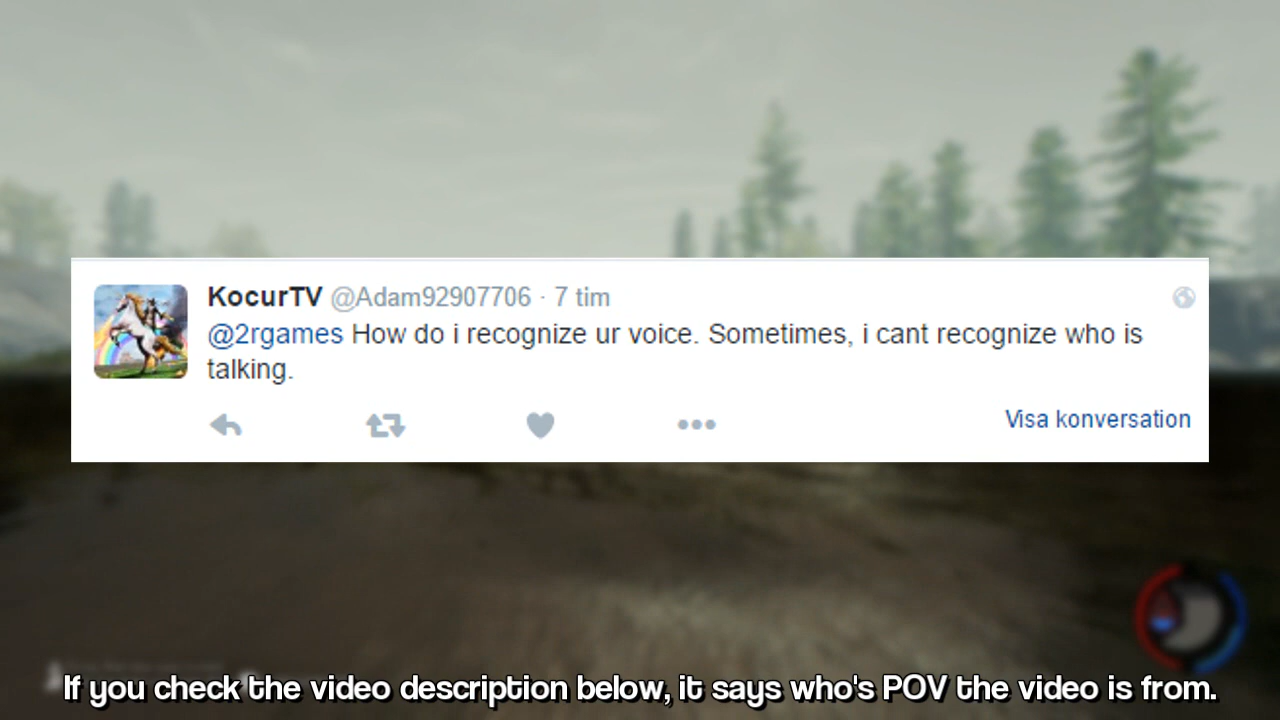 KocurTV @Adam92907706 · 7 tim
@2rgames How do i recognize ur voice. Sometimes, i cant recognize who is
talking.
Visa konversation
If you check the video description below, it says who's POV the video is from.